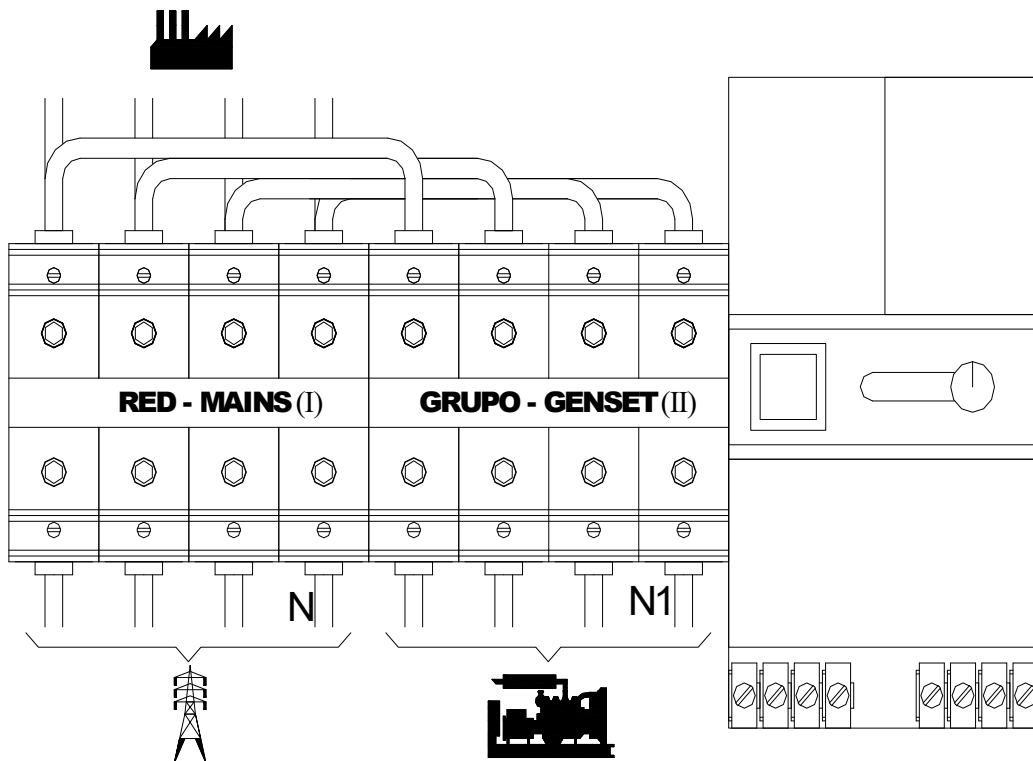 RED - MAINS (I)
GRUPO - GENSET (II)
N
N1